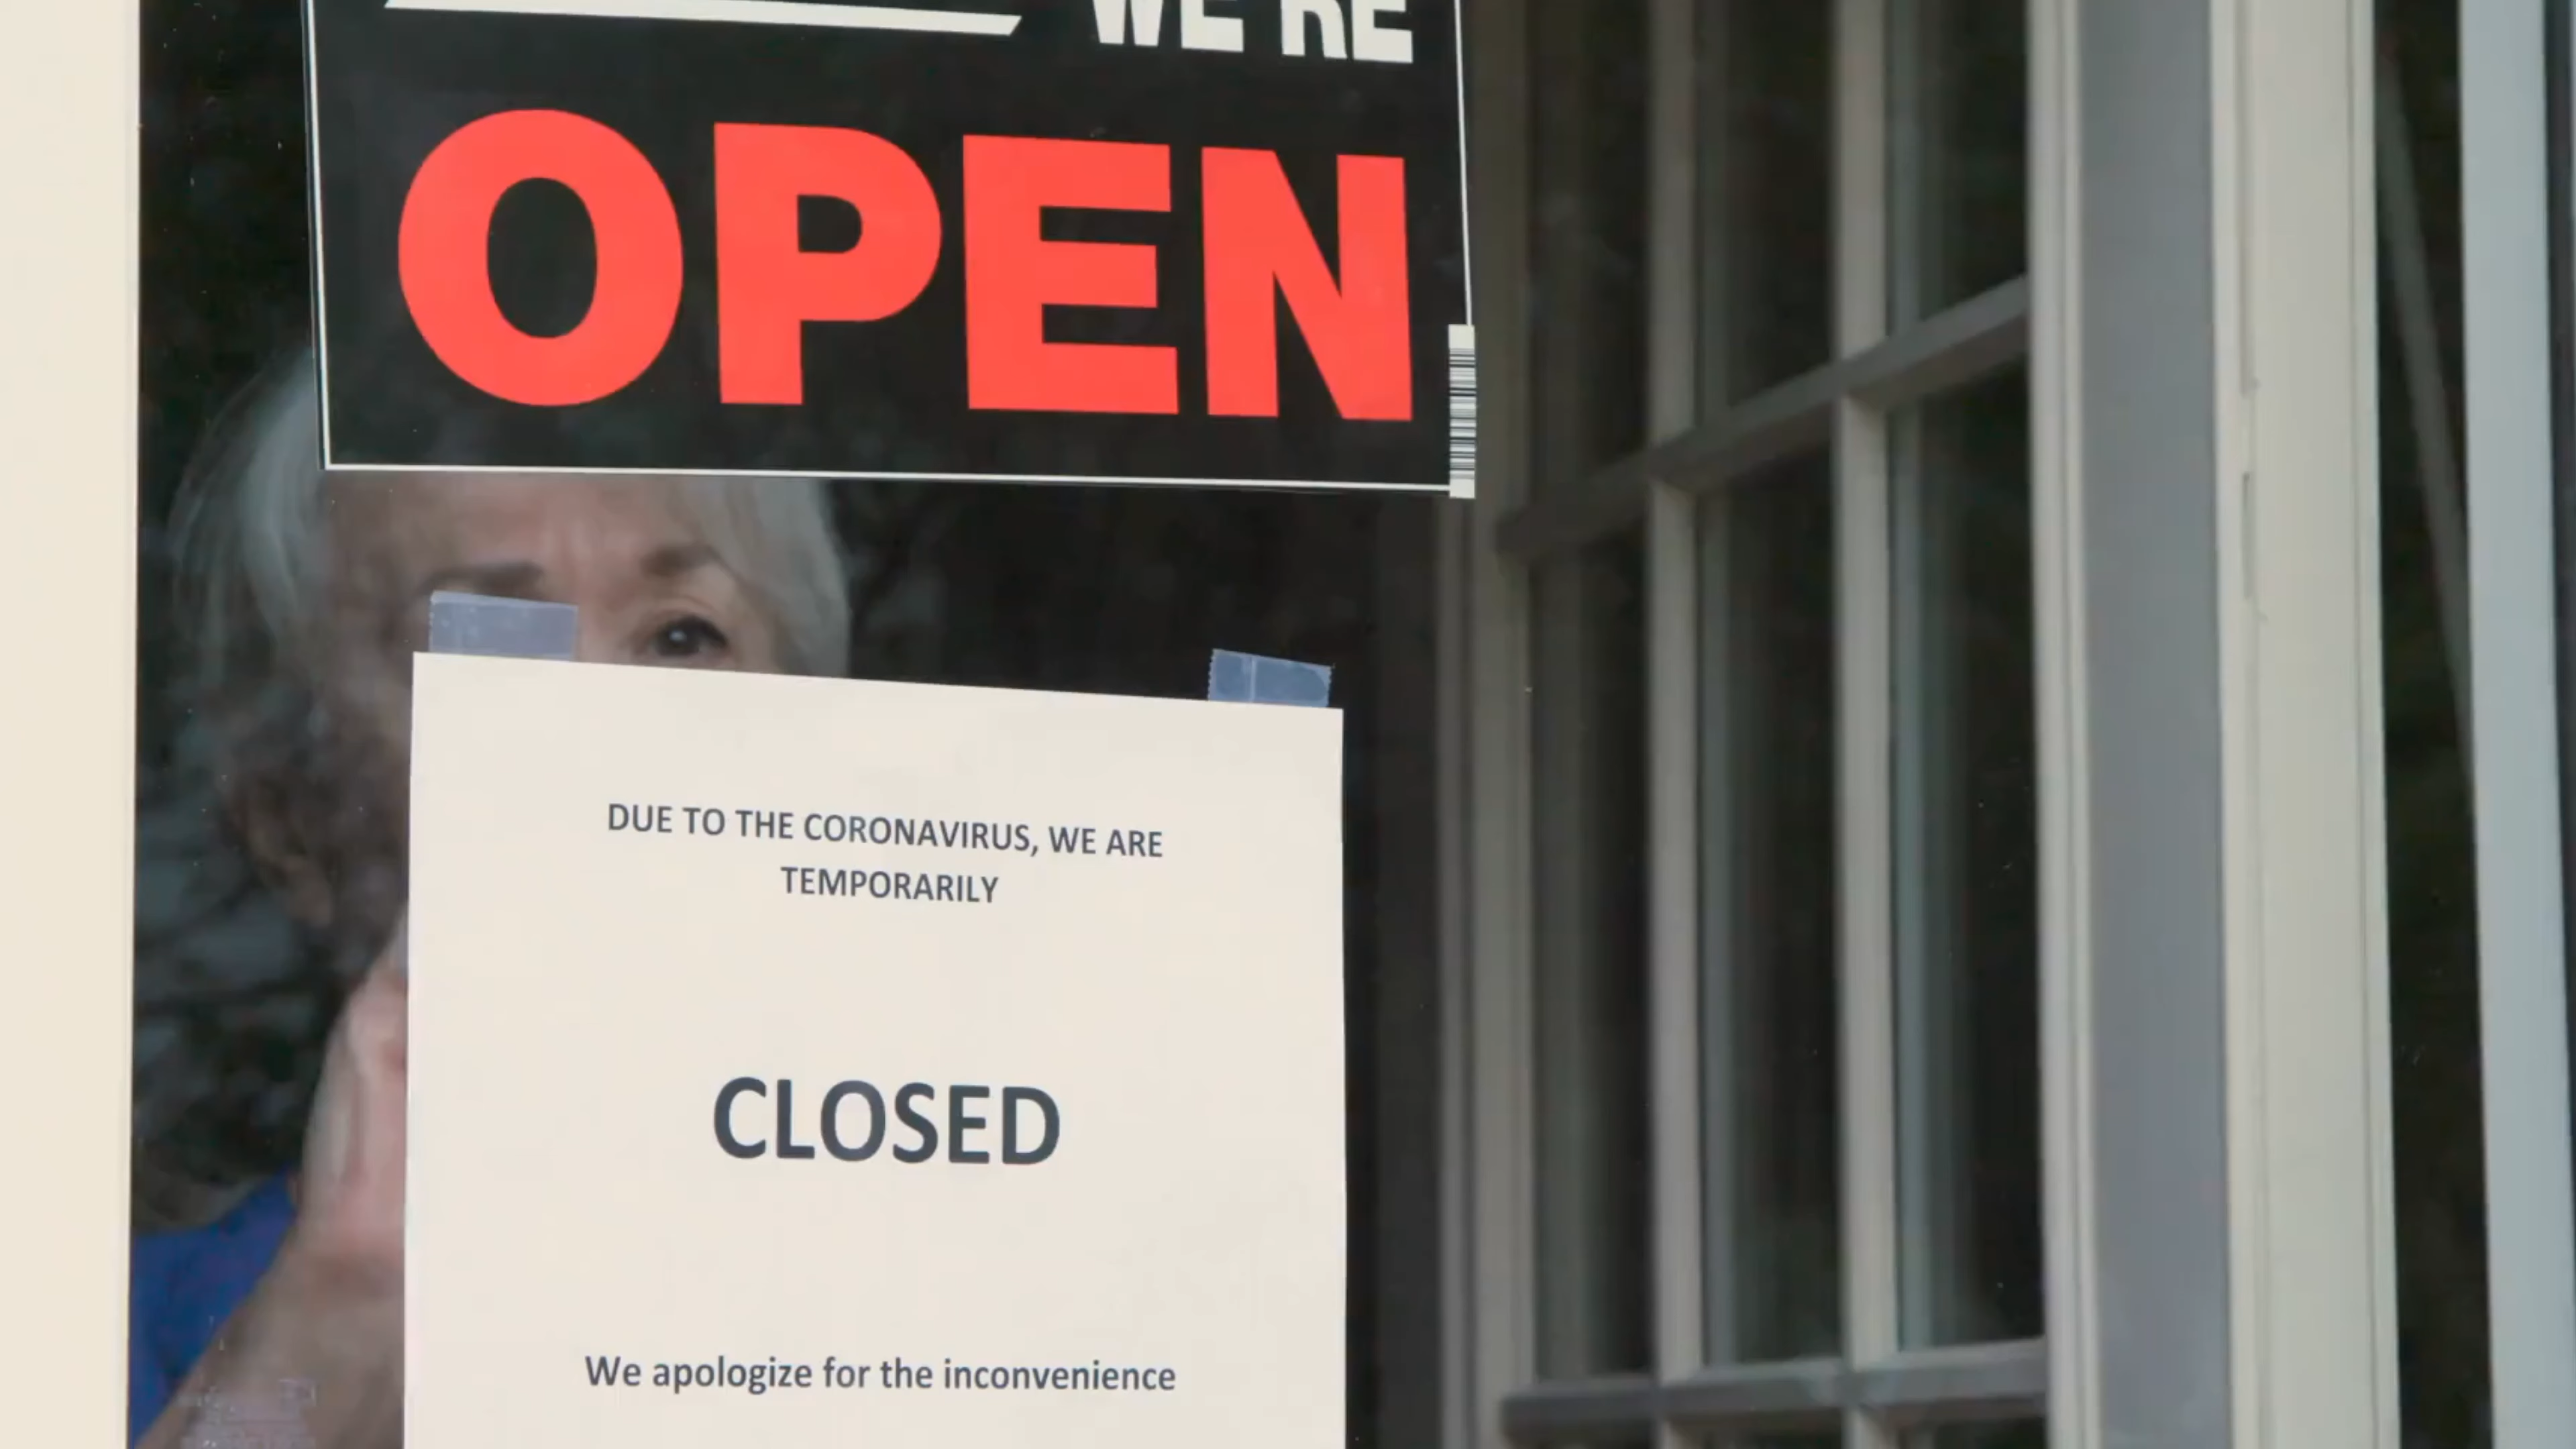 WE'RE
OPEN
DUE TO THE CORONAVIRUS, WE ARE
TEMPORARILY
CLOSED
We apologize for the inconvenience